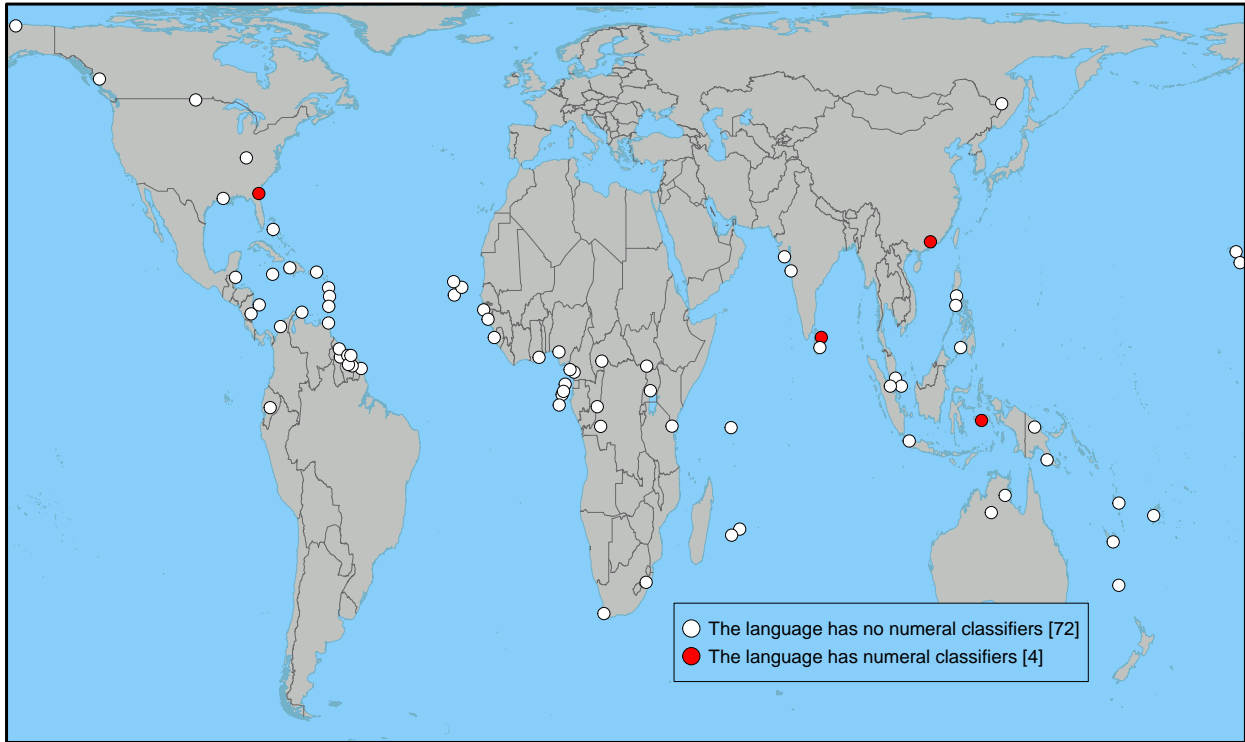 The language has no numeral classifiers [72]
The language has numeral classifiers [4]